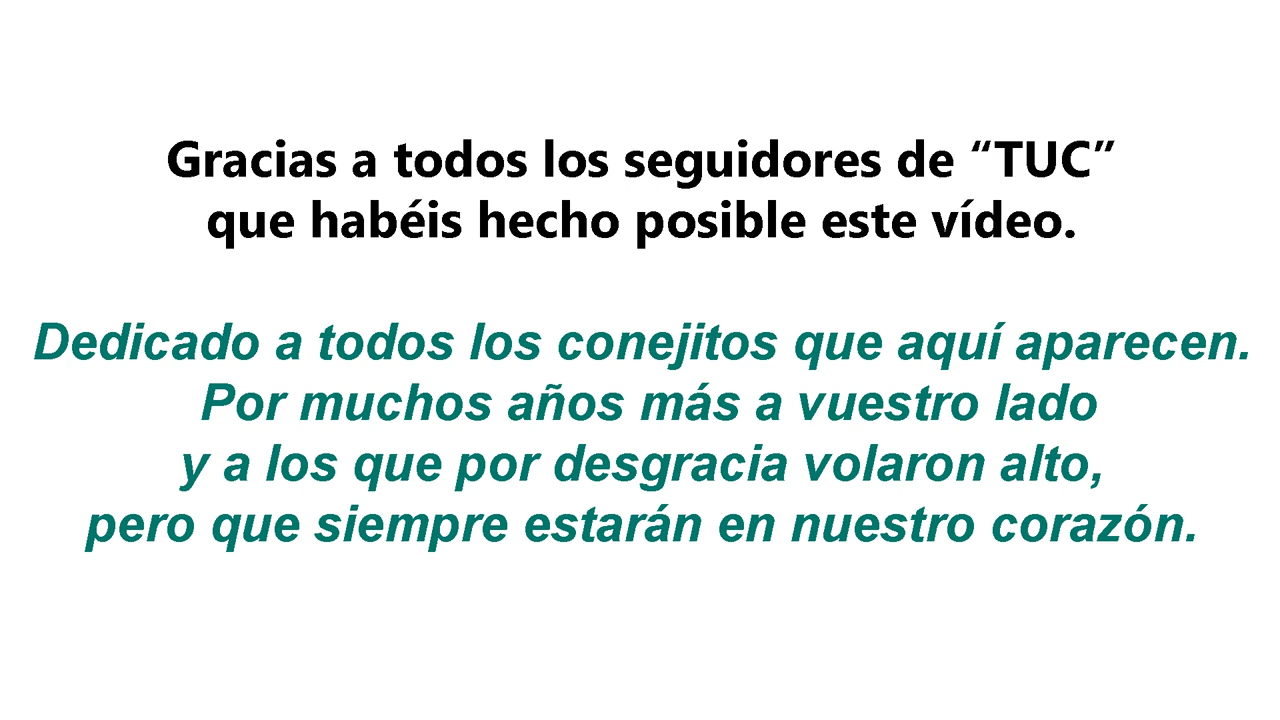 Gracias a todos los seguidores de “TUC”
que habéis hecho posible este vídeo.
Dedicado a todos los conejitos que aquí aparecen.
Por muchos años más a vuestro lado
y a los que por desgracia volaron alto,
pero que siempre estarán en nuestro corazón.